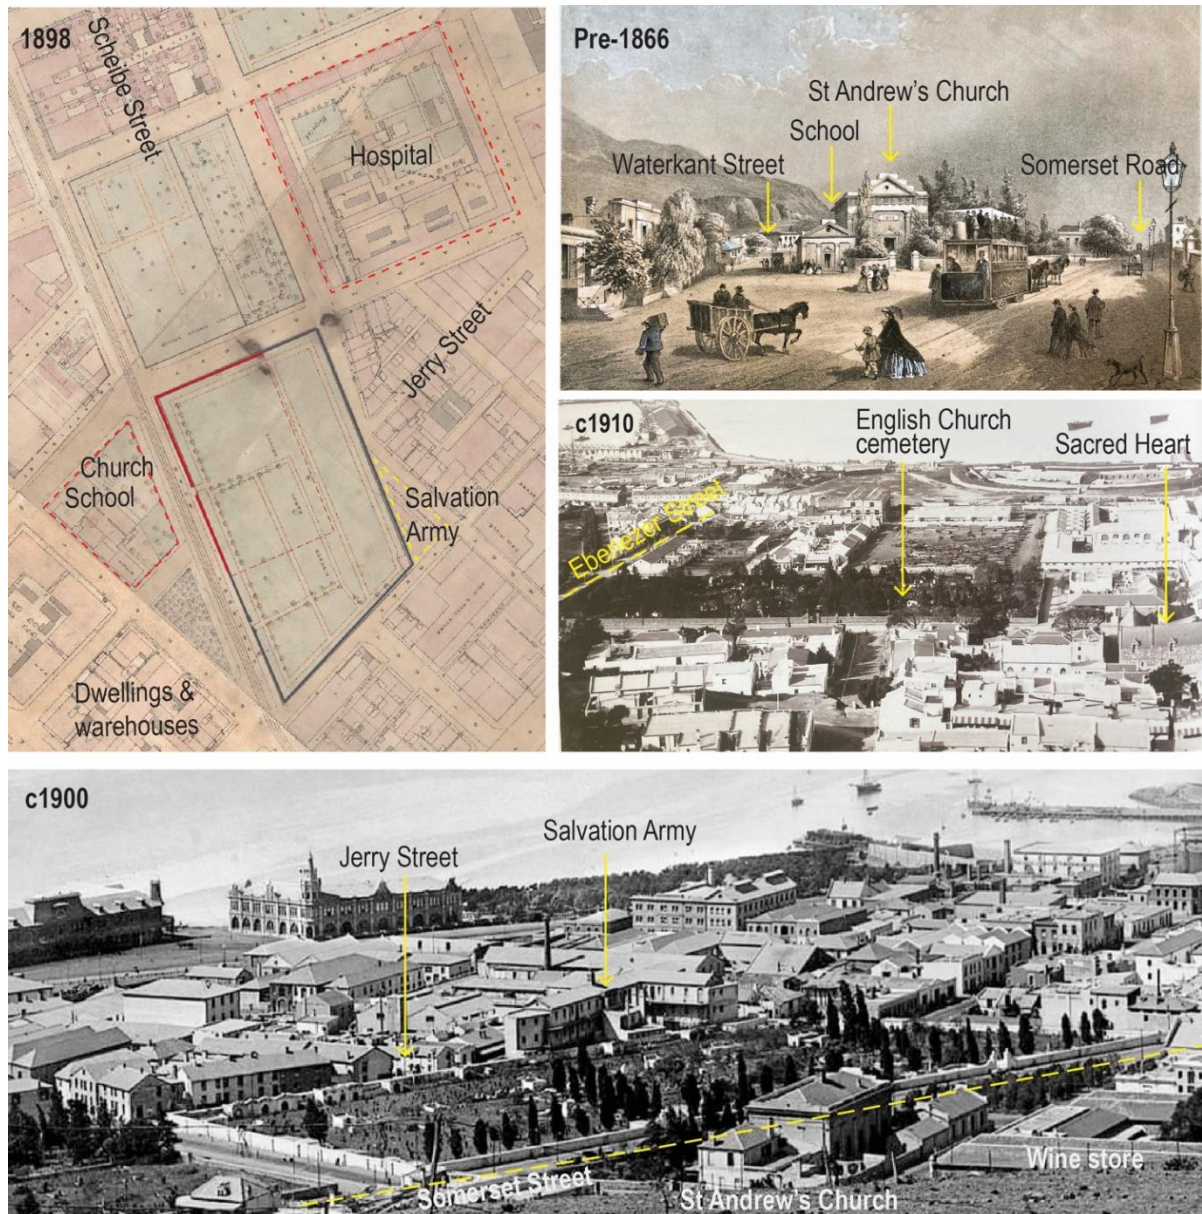 1898
Scheibe Street
Hospital
Jerry Street
Church
School
Salvation
Army
Dwellings &
warehouses
Pre-1866
St Andrew's Church
School
Waterkant Street
Somerset Road
c1910
English Church
cemetery
Sacred Heart
Ebenezer Street
c1900
Salvation Army
Jerry Street
Somerset Street
St Andrew's Church
Wine store